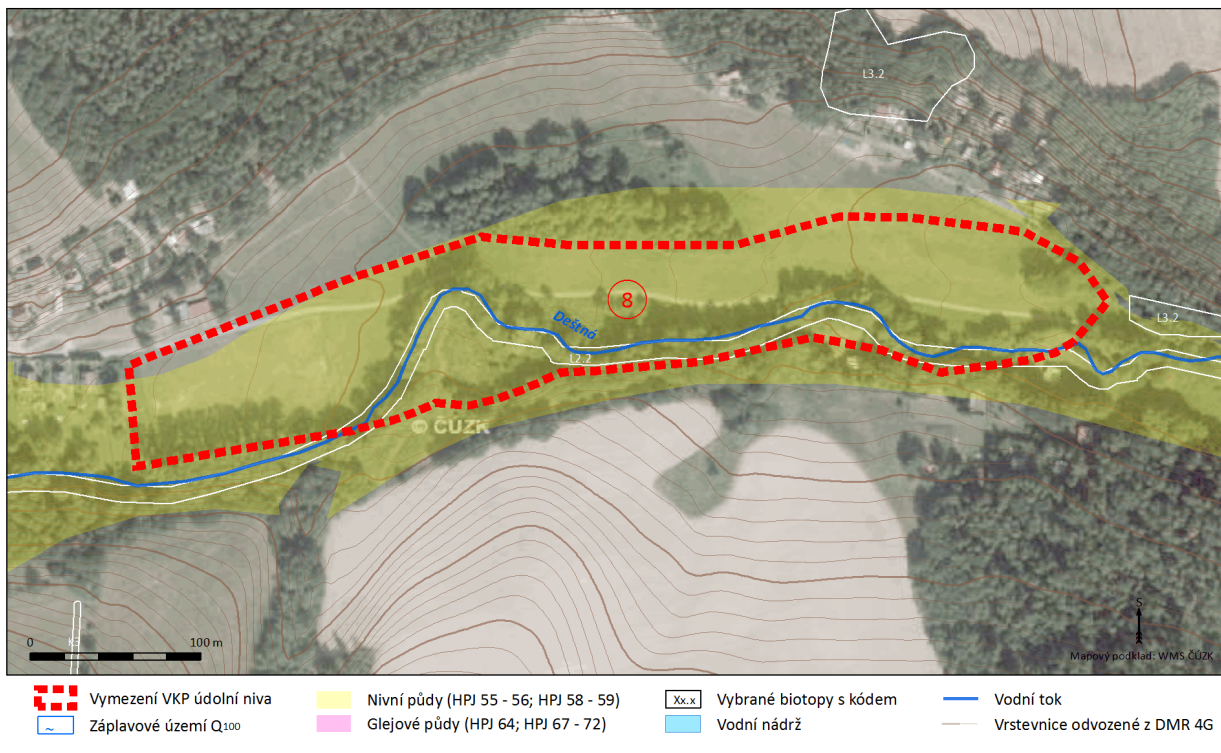 L3.2
8
Deštná
L3.2
L2.2
© ČÚZK
S
K3
0 100 m
Mapový podklad: WMS ČÚZK
Vymezení VKP údolní niva
Nivní půdy (HPJ 55 - 56; HPJ 58 - 59)
Xx.x Vybrané biotopy s kódem
Vodní tok
~ Záplavové území Q100
Glejové půdy (HPJ 64; HPJ 67 - 72)
Vodní nádrž
Vrstevnice odvozené z DMR 4G